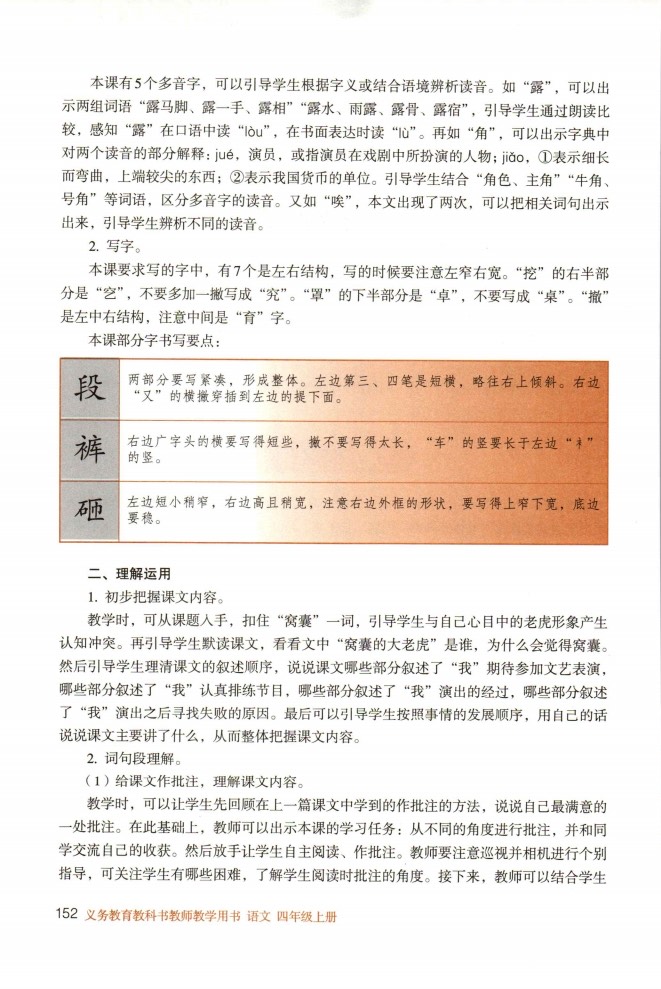 本课有5个多音字，可以引导学生根据字义或结合语境辨析读音。如“露”，可以出
示两组词语“露马脚、露一手、露相”“露水、雨露、露骨、露宿”，引导学生通过朗读比
较，感知“露”在口语中读“lòu”，在书面表达时读“lù”。再如“角”，可以出示字典中
对两个读音的部分解释：jué，演员，或指演员在戏剧中所扮演的人物；jiǎo，①表示细长
而弯曲，上端较尖的东西；②表示我国货币的单位。引导学生结合“角色、主角”“牛角、
号角”等词语，区分多音字的读音。又如“唉”，本文出现了两次，可以把相关词句出示
出来，引导学生辨析不同的读音。
2. 写字。
本课要求写的字中，有7个是左右结构，写的时候要注意左窄右宽。“挖”的右半部
分是“穵”，不要多加一撇写成“究”。“罩”的下半部分是“卓”，不要写成“桌”。“撤”
是左中右结构，注意中间是“育”字。
本课部分字书写要点：
段
两部分要写紧凑，形成整体。左边第三、四笔是短横，略往右上倾斜。右边
“又”的横撇穿插到左边的提下面。
裤
右边广字头的横要写得短些，撇不要写得太长，“车”的竖要长于左边“衤”
的竖。
砸
左边短小稍窄，右边高且稍宽，注意右边外框的形状，要写得上窄下宽，底边
要稳。
二、理解运用
1. 初步把握课文内容。
教学时，可从课题入手，扣住“窝囊”一词，引导学生与自己心目中的老虎形象产生
认知冲突。再引导学生默读课文，看看文中“窝囊的大老虎”是谁，为什么会觉得窝囊。
然后引导学生理清课文的叙述顺序，说说课文哪些部分叙述了“我”期待参加文艺表演，
哪些部分叙述了“我”认真排练节目，哪些部分叙述了“我”演出的经过，哪些部分叙述
了“我”演出之后寻找失败的原因。最后可以引导学生按照事情的发展顺序，用自己的话
说说课文主要讲了什么，从而整体把握课文内容。
2. 词句段理解。
（1）给课文作批注，理解课文内容。
教学时，可以让学生先回顾在上一篇课文中学到的作批注的方法，说说自己最满意的
一处批注。在此基础上，教师可以出示本课的学习任务：从不同的角度进行批注，并和同
学交流自己的收获。然后放手让学生自主阅读、作批注。教师要注意巡视并相机进行个别
指导，可关注学生有哪些困难，了解学生阅读时批注的角度。接下来，教师可以结合学生
152 义务教育教科书教师教学用书 语文 四年级上册